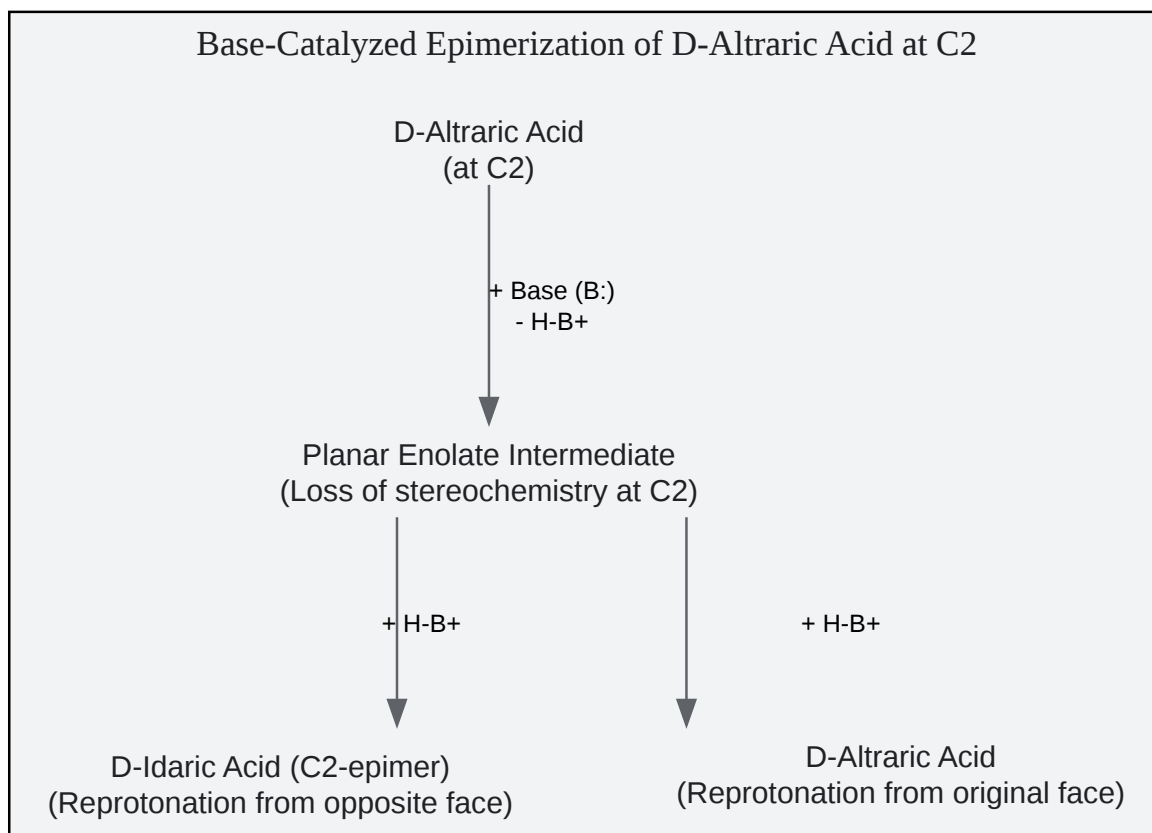 Base-Catalyzed Epimerization of D-Altraric Acid at C2
D-Altraric Acid
(at C2)
+ Base (B:)
- H-B+
Planar Enolate Intermediate
(Loss of stereochemistry at C2)
+ H-B+
+ H-B+
D-Idaric Acid (C2-epimer)
(Reprotonation from opposite face)
D-Altraric Acid
(Reprotonation from original face)